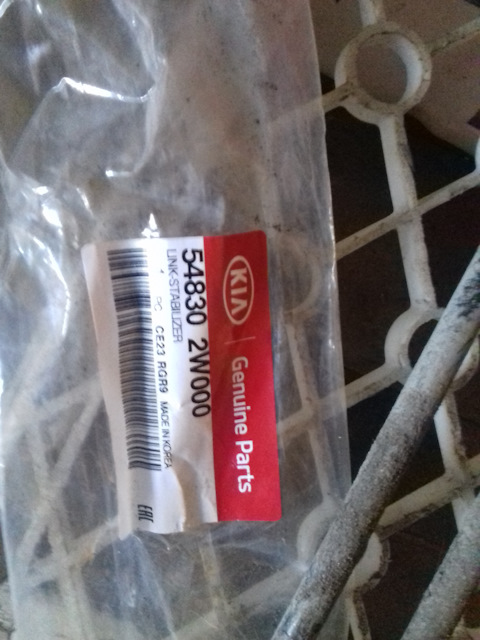 KIA Genuine Parts
54830 2W000
LINK-STABILIZER
1 PC CE23 RGR9 MADE IN KOREA
EAC